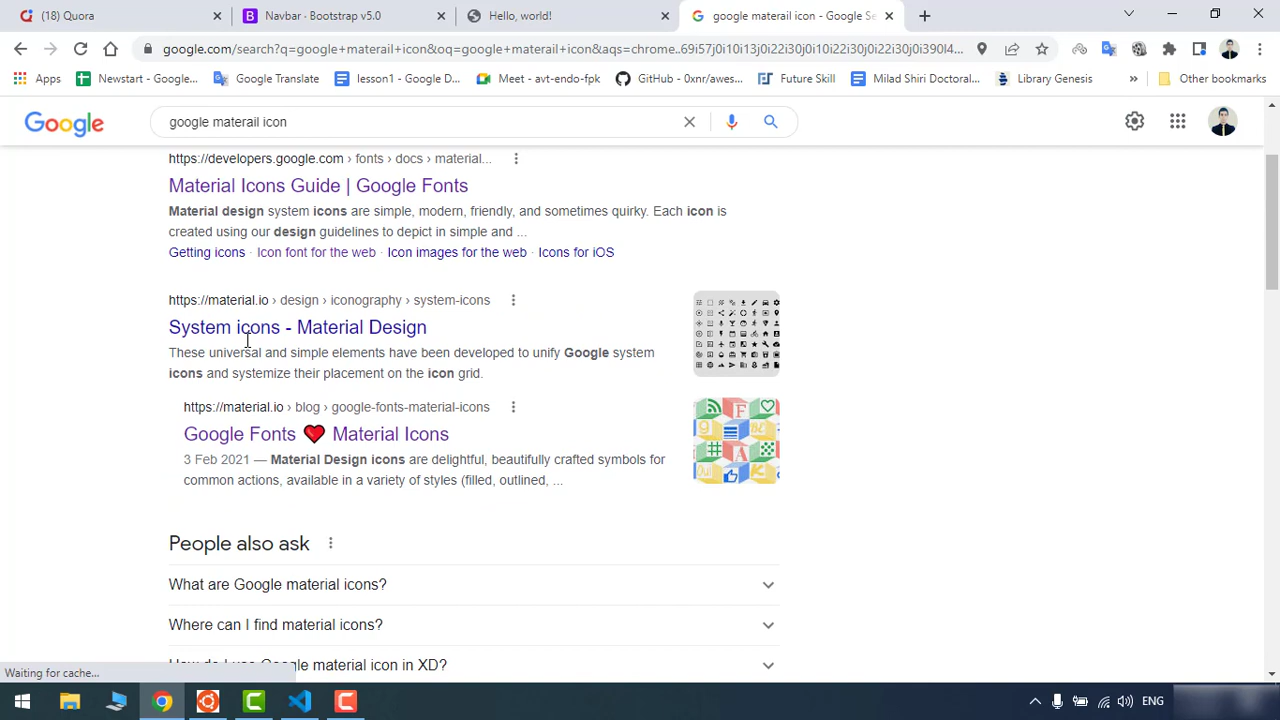 (18) Quora
Navbar · Bootstrap v5.0
Hello, world!
google materail icon - Google Se
google.com/search?q=google+materail+icon&oq=google+materail+icon&aqs=chrome..69i57j0i10i13j0i22i30j0i10i22i30j0i22i30j0i390l4...
Apps
Newstart - Google...
Google Translate
lesson1 - Google D...
Meet - avt-endo-fpk
GitHub - 0xnr/awes...
Future Skill
Milad Shiri Doctoral...
Library Genesis
»
Other bookmarks
Google
google materail icon
https://developers.google.com › fonts › docs › material...
Material Icons Guide | Google Fonts
Material design system icons are simple, modern, friendly, and sometimes quirky. Each icon is
created using our design guidelines to depict in simple and ...
Getting icons · Icon font for the web · Icon images for the web · Icons for iOS
https://material.io › design › iconography › system-icons
System icons - Material Design
These universal and simple elements have been developed to unify Google system
icons and systemize their placement on the icon grid.
https://material.io › blog › google-fonts-material-icons
Google Fonts ❤️ Material Icons
3 Feb 2021 — Material Design icons are delightful, beautifully crafted symbols for
common actions, available in a variety of styles (filled, outlined, ...
People also ask
What are Google material icons?
Where can I find material icons?
How do I use Google material icon in XD?
Waiting for cache...
ENG